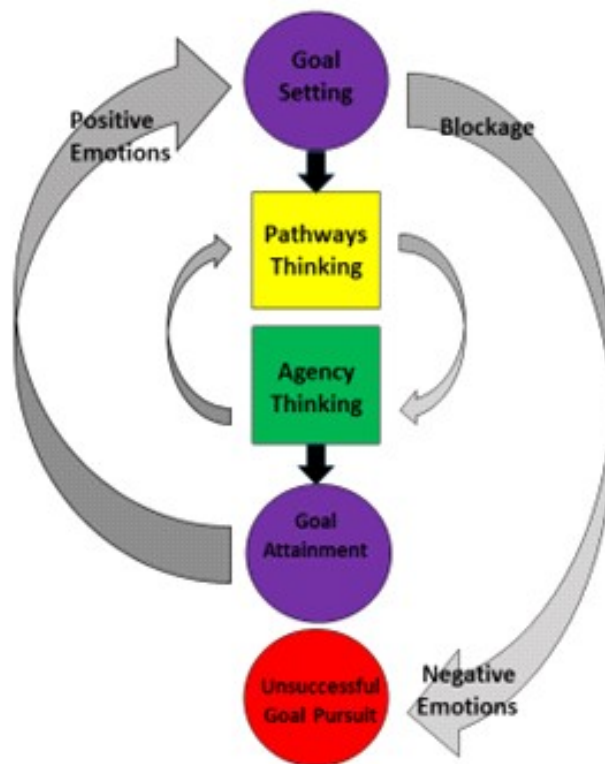 Goal
Setting
Positive
Emotions
Blockage
Pathways
Thinking
Agency
Thinking
Goal
Attainment
Unsuccessful
Goal Pursuit
Negative
Emotions